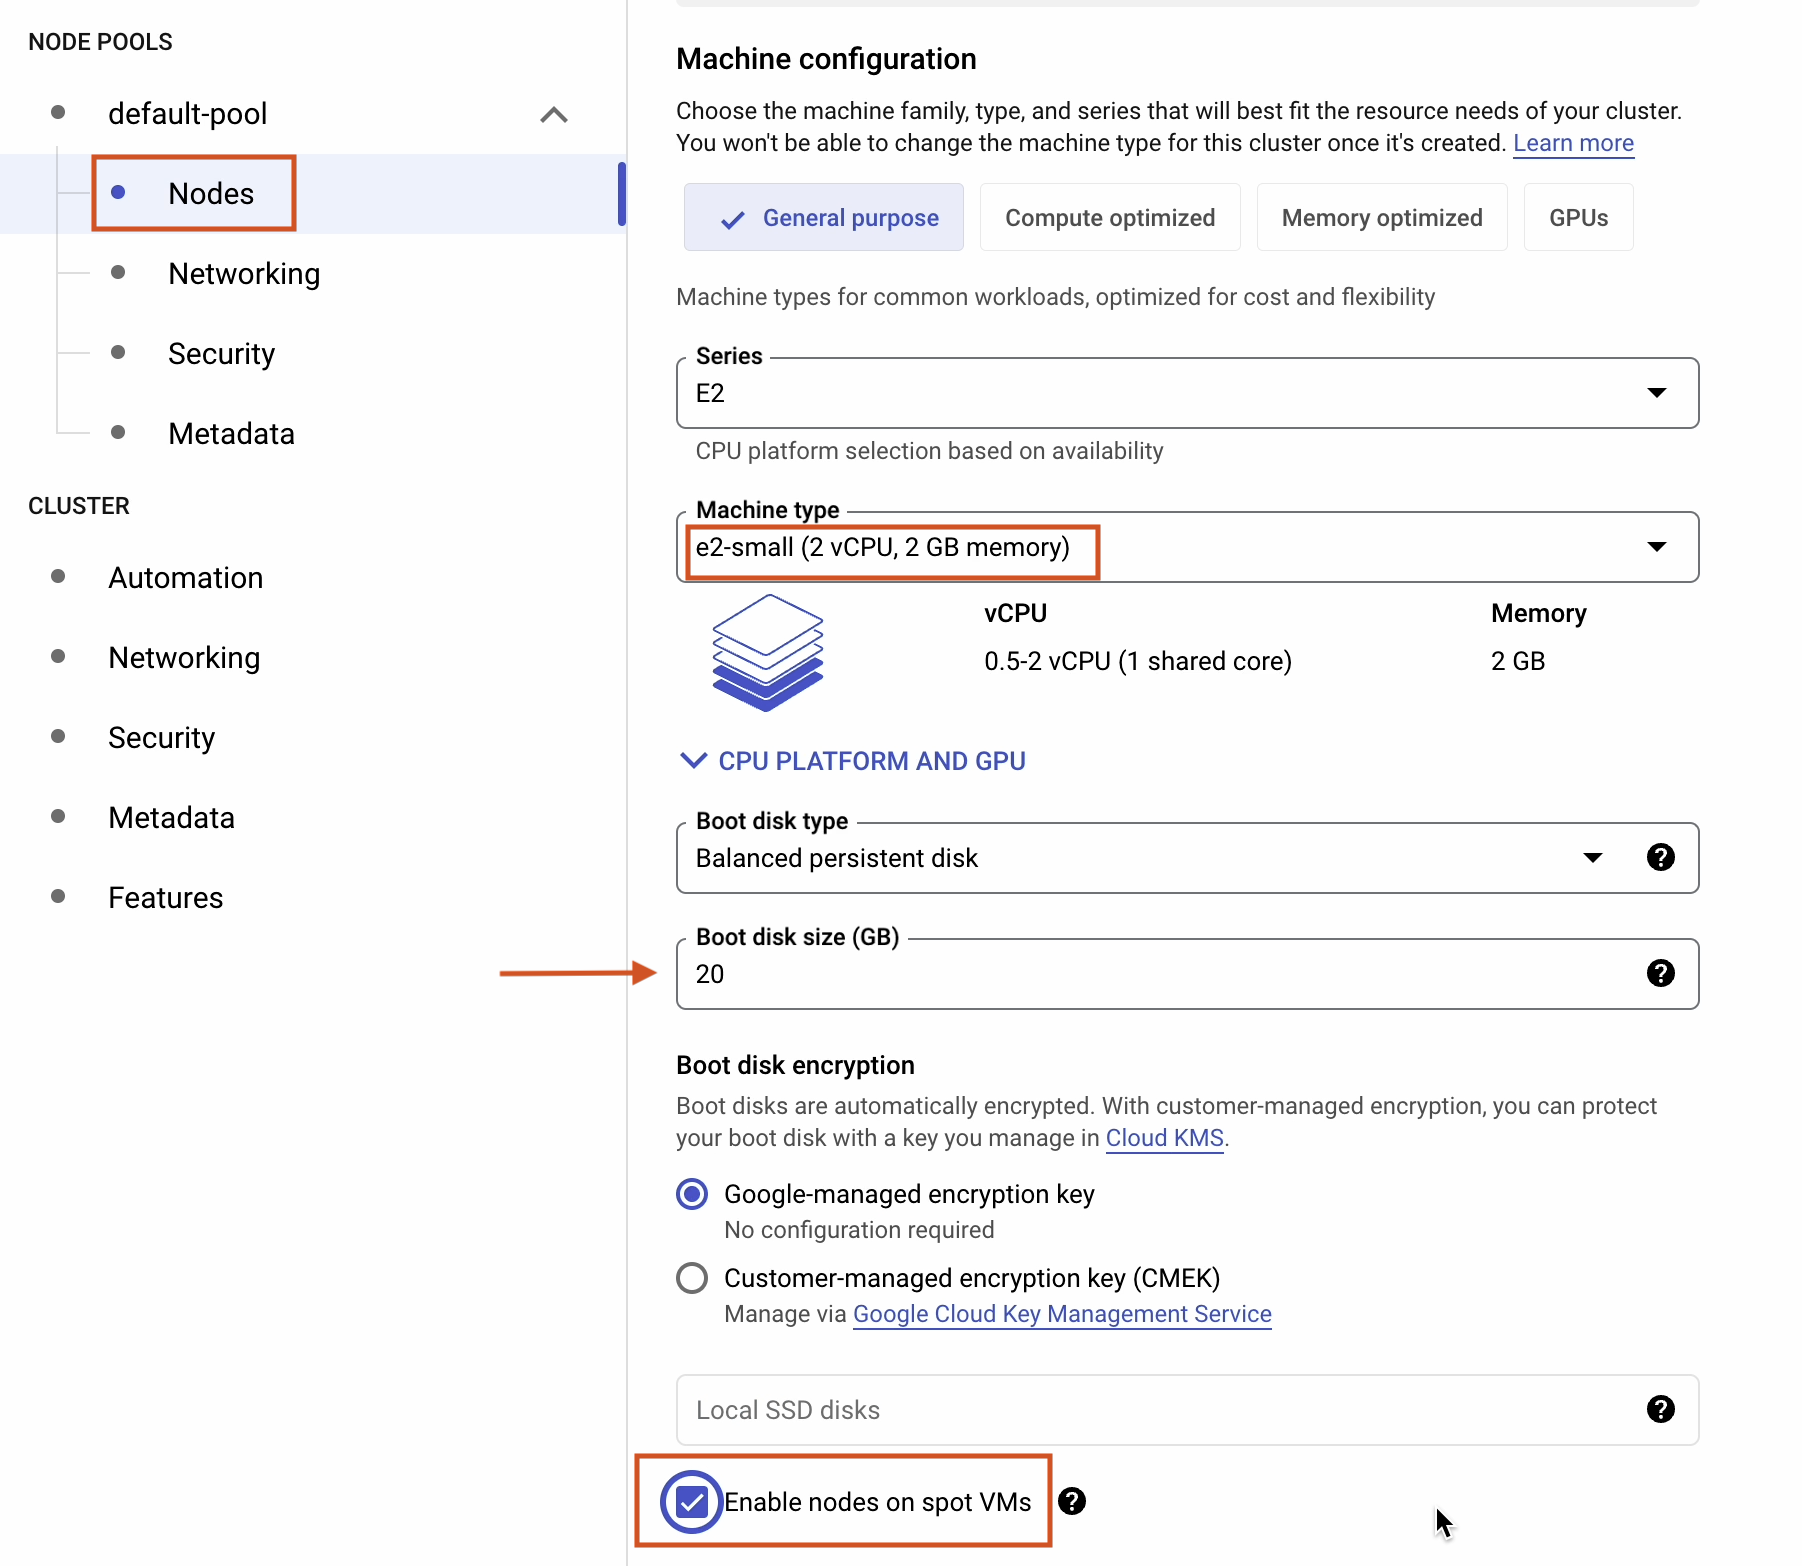 NODE POOLS
default-pool
Nodes
Networking
Security
Metadata
CLUSTER
Automation
Networking
Security
Metadata
Features
Machine configuration
Choose the machine family, type, and series that will best fit the resource needs of your cluster.
You won't be able to change the machine type for this cluster once it's created. Learn more
General purpose
Compute optimized
Memory optimized
GPUs
Machine types for common workloads, optimized for cost and flexibility
Series
E2
CPU platform selection based on availability
Machine type
e2-small (2 vCPU, 2 GB memory)
vCPU
Memory
0.5-2 vCPU (1 shared core)
2 GB
CPU PLATFORM AND GPU
Boot disk type
Balanced persistent disk
Boot disk size (GB)
20
Boot disk encryption
Boot disks are automatically encrypted. With customer-managed encryption, you can protect
your boot disk with a key you manage in Cloud KMS.
Google-managed encryption key
No configuration required
Customer-managed encryption key (CMEK)
Manage via Google Cloud Key Management Service
Local SSD disks
Enable nodes on spot VMs